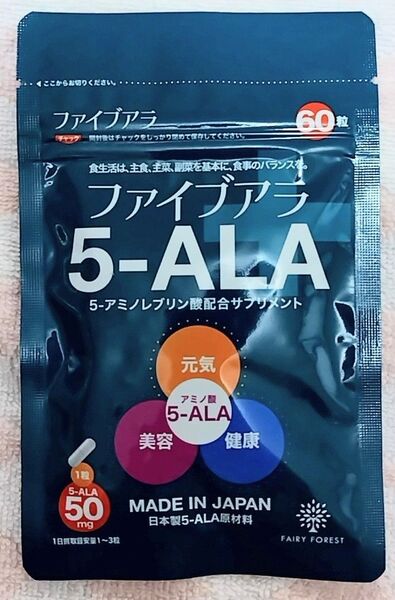 ここからお切りください。
ファイブアラ
60粒
チャック 開封後はチャックをしっかり閉めて保存してください。
食生活は、主食、主菜、副菜を基本に、食事のバランスを。
ファイブアラ
5-ALA
5-アミノレブリン酸配合サプリメント
元気
アミノ酸
5-ALA
美容
健康
1粒
5-ALA
50
mg
1日摂取目安量1～3粒
MADE IN JAPAN
日本製5-ALA原材料
FAIRY FOREST